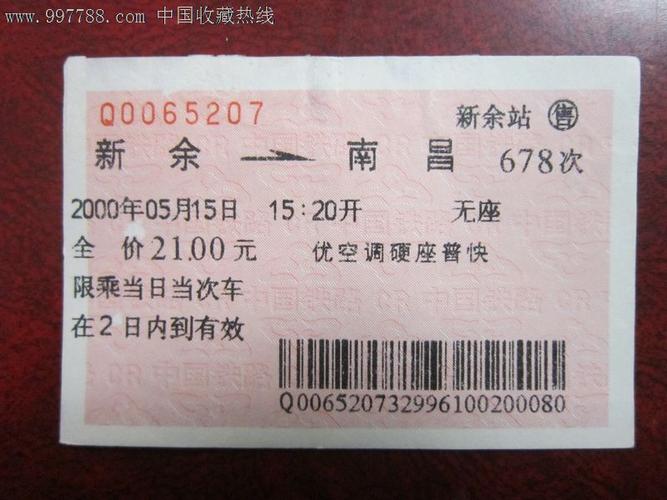 www.997788.com 中国收藏热线
Q0065207 新余站 售
新余 → 南昌 678次
2000年05月15日 15:20开 无座
全 价21.00元 优空调硬座普快
限乘当日当次车
在2日内到有效
Q006520732996100200080